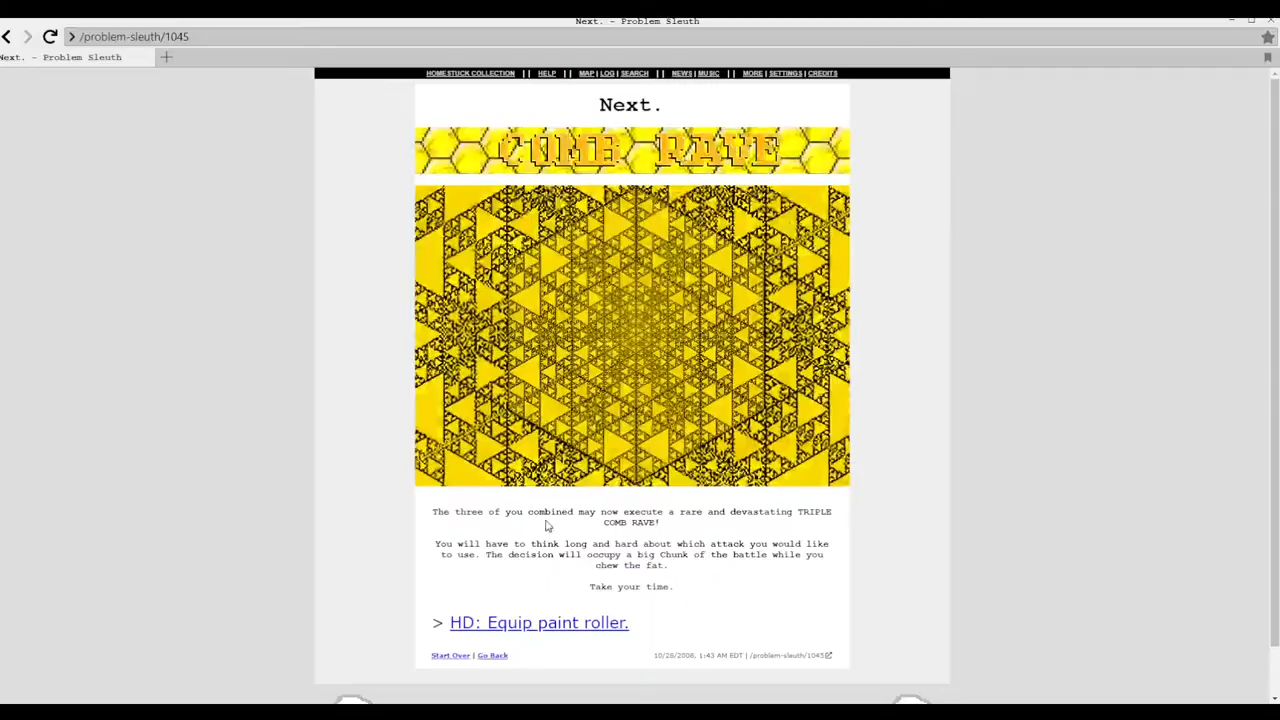 Next. - Problem Sleuth
/problem-sleuth/1045
Next. - Problem Sleuth
HOMESTUCK COLLECTION || HELP || MAP | LOG | SEARCH || NEWS | MUSIC || MORE | SETTINGS | CREDITS
Next.
COMB RAVE
The three of you combined may now execute a rare and devastating TRIPLE
COMB RAVE!
You will have to think long and hard about which attack you would like
to use. The decision will occupy a big Chunk of the battle while you
chew the fat.
Take your time.
> HD: Equip paint roller.
Start Over | Go Back
10/28/2008, 1:43 AM EDT | /problem-sleuth/1045